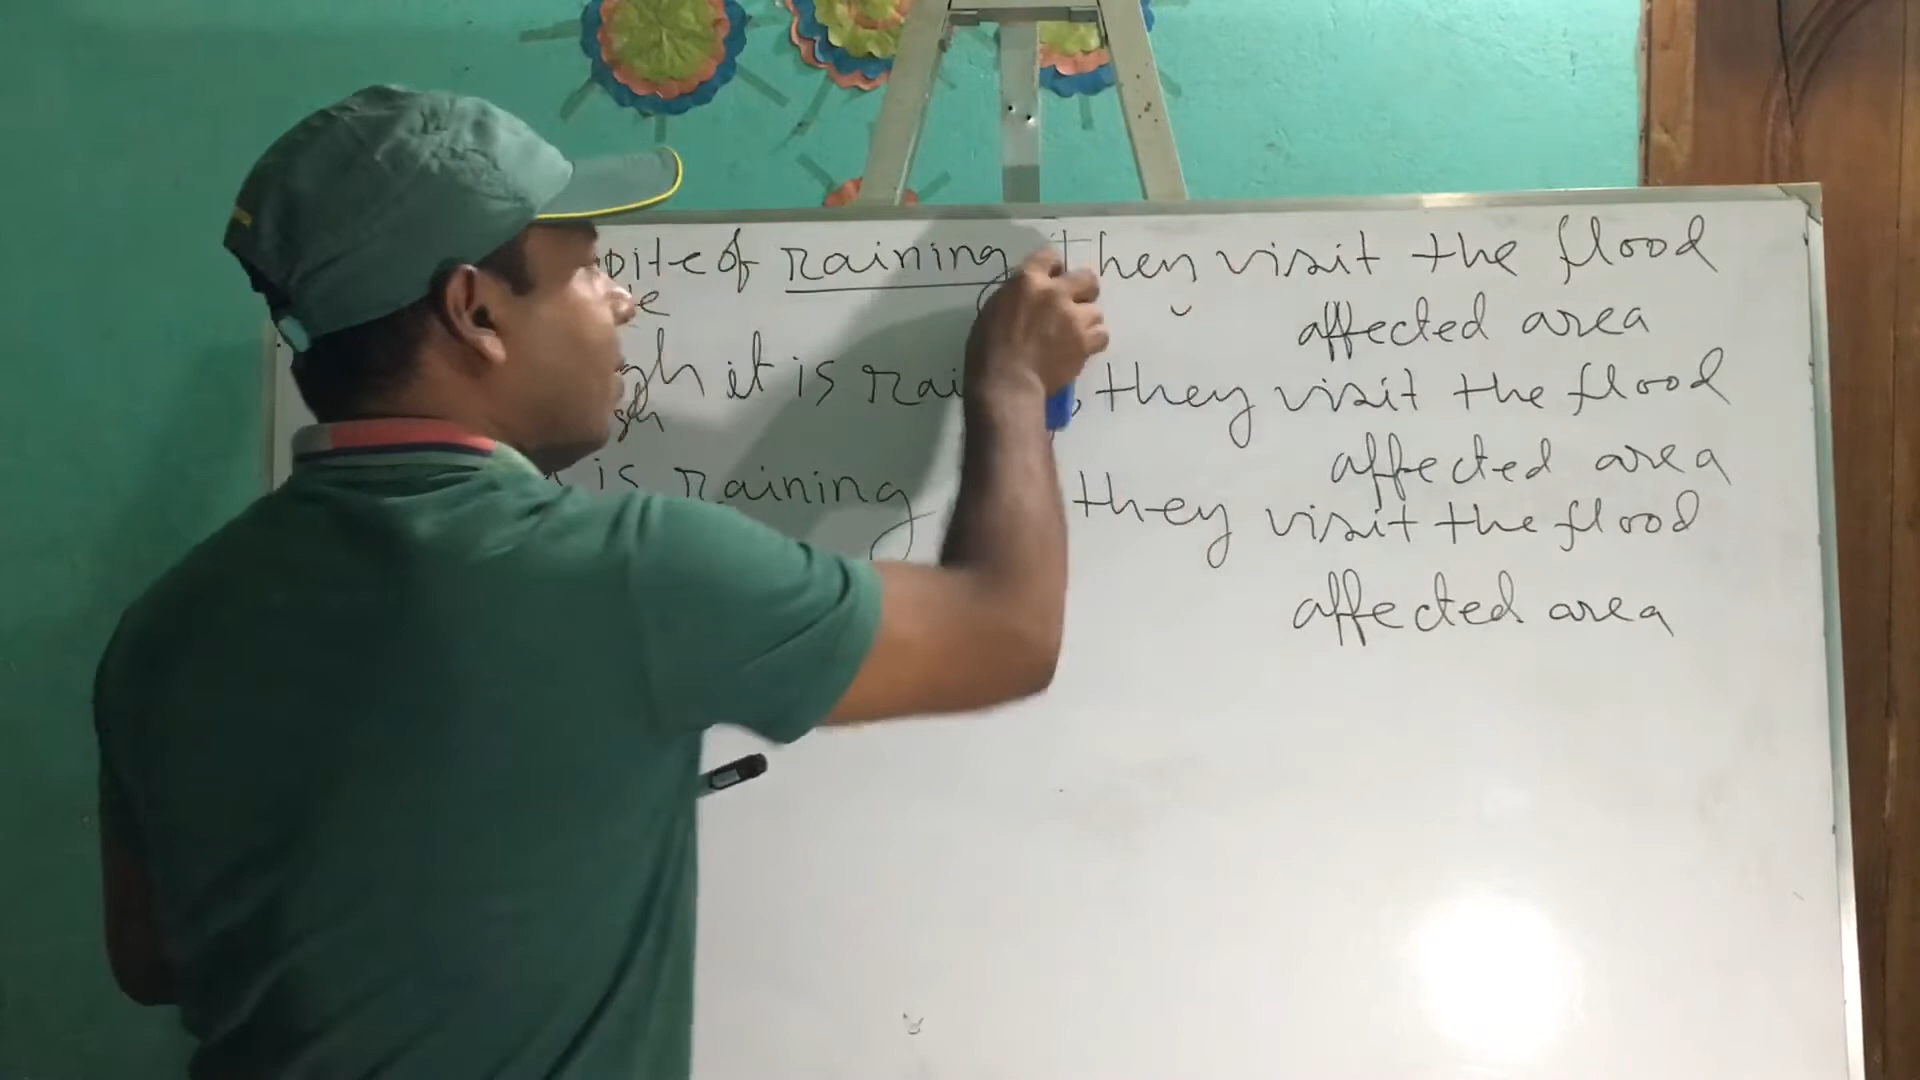 pite of raining they visit the flood
affected area
gh it is rai , they visit the flood
affected area
is raining they visit the flood
affected area